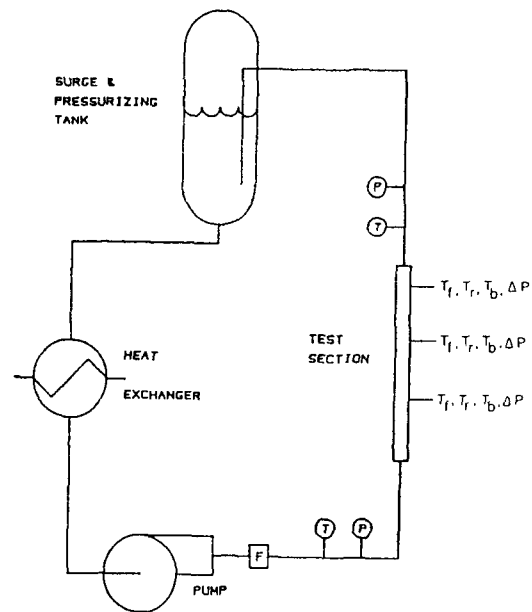 SURGE &
PRESSURIZING
TANK
P
T
T_f, T_r, T_b, ΔP
TEST
SECTION
T_f, T_r, T_b, ΔP
T_f, T_r, T_b, ΔP
HEAT
EXCHANGER
T
P
F
PUMP